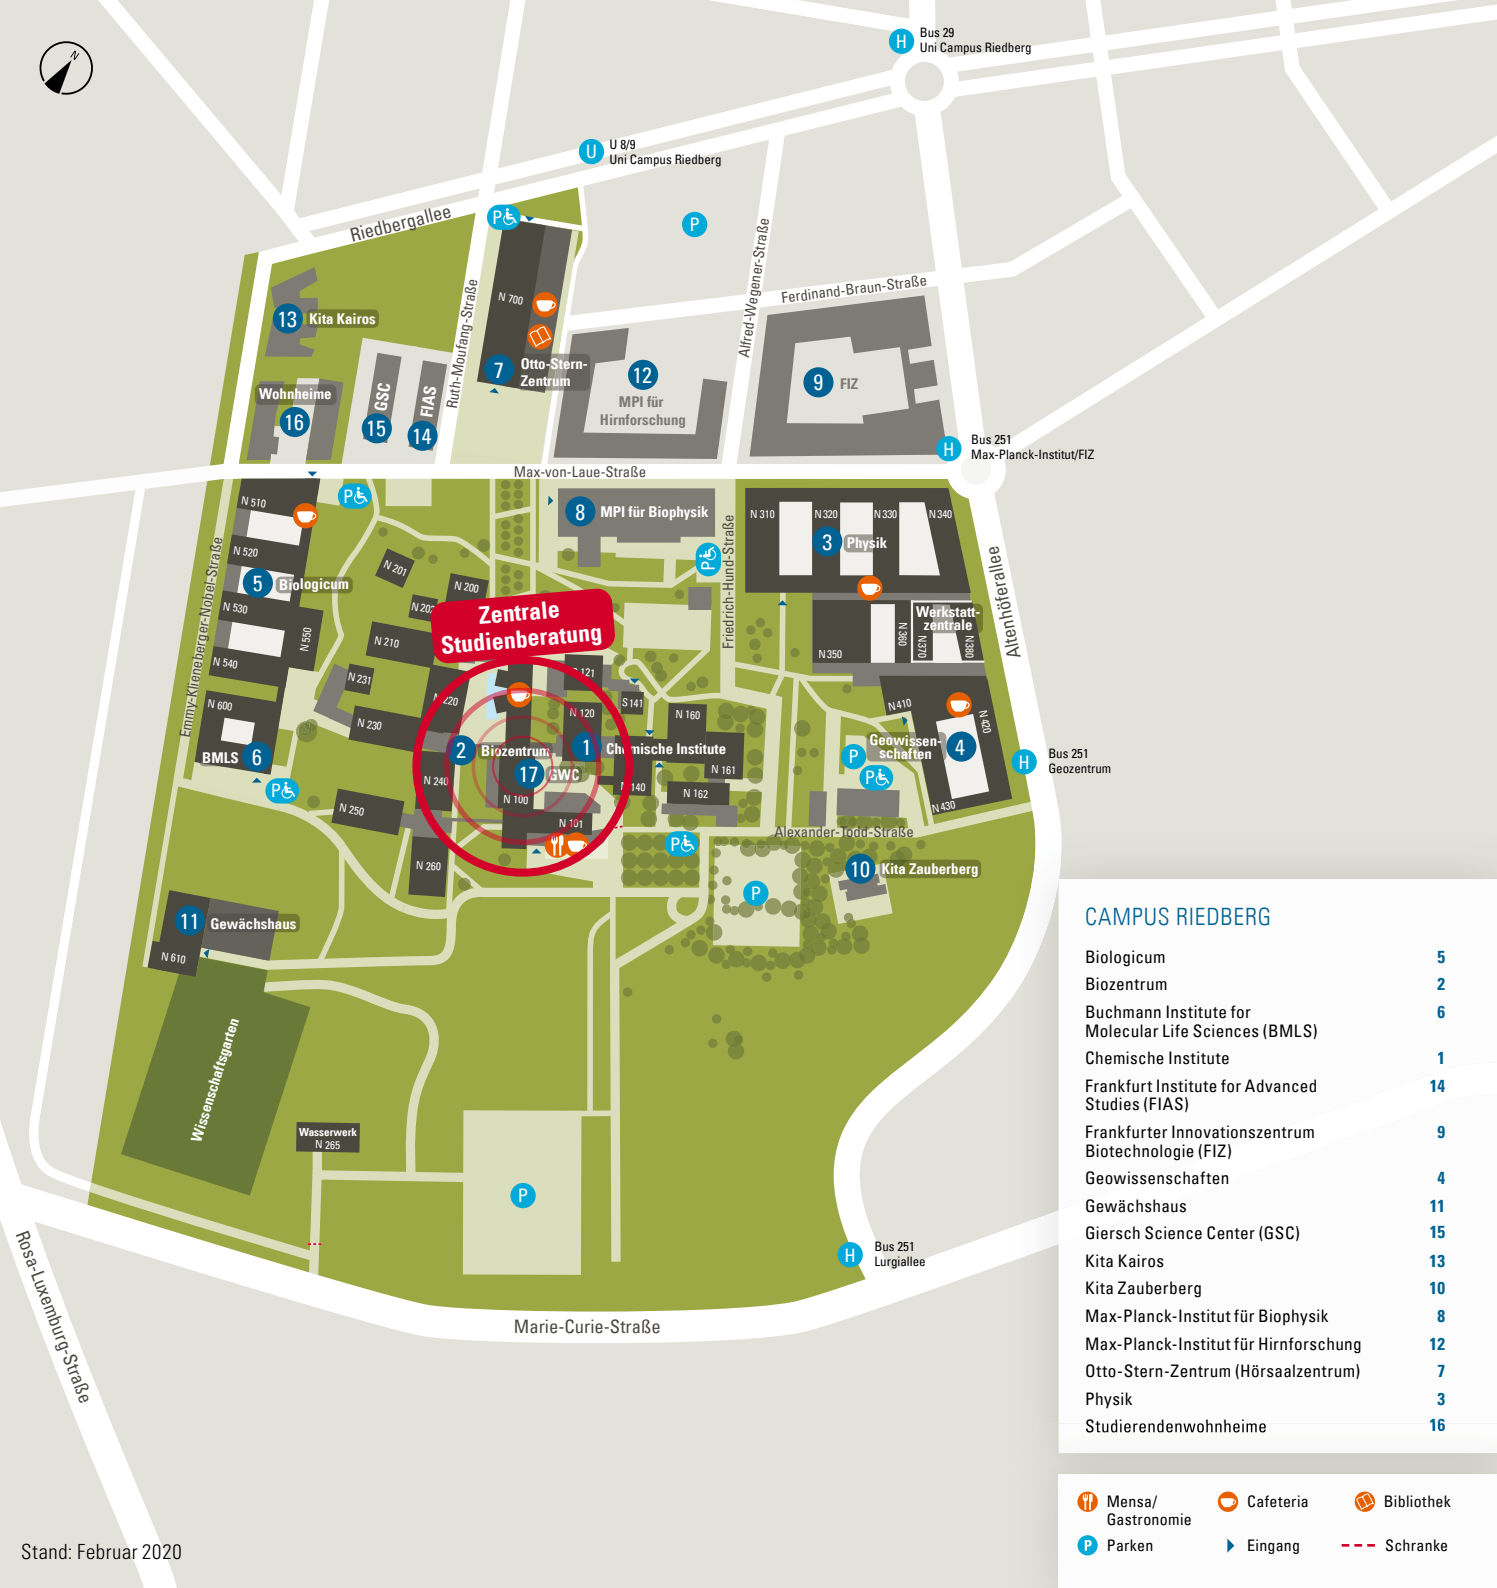 N
Bus 29
Uni Campus Riedberg
H
U
U 8/9
Uni Campus Riedberg
P
P
Riedbergallee
Ruth-Moufang-Straße
Alfred-Wegener-Straße
Ferdinand-Braun-Straße
13 Kita Kairos
N 700
7 Otto-Stern-
Zentrum
Wohnheime
16
GSC
15
FIAS
14
12
MPI für
Hirnforschung
9 FIZ
H
Bus 251
Max-Planck-Institut/FIZ
Max-von-Laue-Straße
N 510
P
N 520
5 Biologicum
N 530
N 550
N 540
Emmy-Klieneberger-Nobel-Straße
N 600
BMLS 6
P
8 MPI für Biophysik
P
Friedrich-Hund-Straße
N 310
N 320
N 330
N 340
3 Physik
Werkstatt-
zentrale
N 350
N 360
N370
N380
Altenhöferallee
N 201
N 200
N 202
N 210
Zentrale
Studienberatung
N 231
N 220
N 230
N 121
S 141
N 120
N 160
2 Biozentrum
1 Chemische Institute
17 GWC
N 161
N 240
N 140
N 162
N 100
N 250
N 101
N 260
N 410
N 420
Geowissen-
schaften
4
P
P
N 430
H
Bus 251
Geozentrum
P
Alexander-Todd-Straße
10 Kita Zauberberg
P
11 Gewächshaus
N 610
Wissenschaftsgarten
Wasserwerk
N 265
P
H
Bus 251
Lurgiallee
Rosa-Luxemburg-Straße
Marie-Curie-Straße
CAMPUS RIEDBERG
Biologicum 5
Biozentrum 2
Buchmann Institute for 6
Molecular Life Sciences (BMLS)
Chemische Institute 1
Frankfurt Institute for Advanced 14
Studies (FIAS)
Frankfurter Innovationszentrum 9
Biotechnologie (FIZ)
Geowissenschaften 4
Gewächshaus 11
Giersch Science Center (GSC) 15
Kita Kairos 13
Kita Zauberberg 10
Max-Planck-Institut für Biophysik 8
Max-Planck-Institut für Hirnforschung 12
Otto-Stern-Zentrum (Hörsaalzentrum) 7
Physik 3
Studierendenwohnheime 16
Mensa/
Gastronomie
Cafeteria
Bibliothek
P Parken
Eingang
Schranke
Stand: Februar 2020